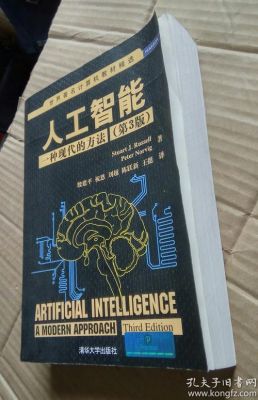 世界著名计算机教材精选
PEARSON
人工智能
一种现代的方法（第3版）
Stuart J. Russell
Peter Norvig 著
殷建平 祝恩 刘越 陈跃新 王挺 译
ARTIFICIAL INTELLIGENCE
A MODERN APPROACH Third Edition
清华大学出版社
孔夫子旧书网
www.kongfz.com